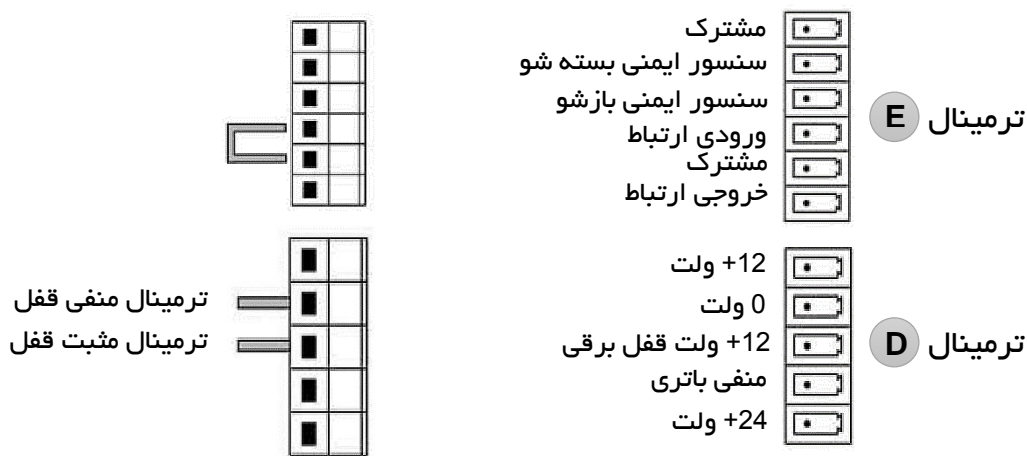 ترمینال E
مشترک
سنسور ایمنی بسته شو
سنسور ایمنی بازشو
ورودی ارتباط
مشترک
خروجی ارتباط
ترمینال D
+12 ولت
0 ولت
+12 ولت قفل برقی
منفی باتری
+24 ولت
ترمینال منفی قفل
ترمینال مثبت قفل